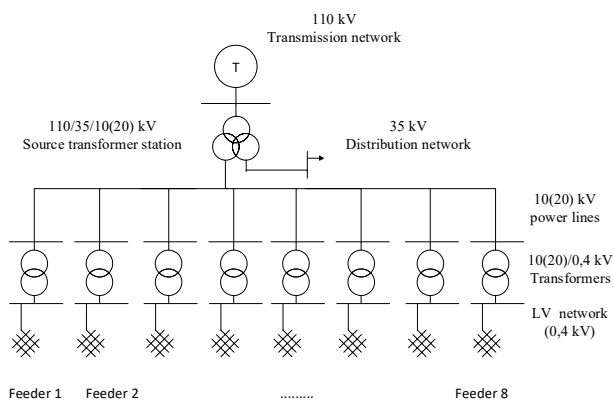 110 kV
Transmission network
T
110/35/10(20) kV
Source transformer station
35 kV
Distribution network
10(20) kV
power lines
10(20)/0,4 kV
Transformers
LV network
(0,4 kV)
Feeder 1
Feeder 2
.........
Feeder 8